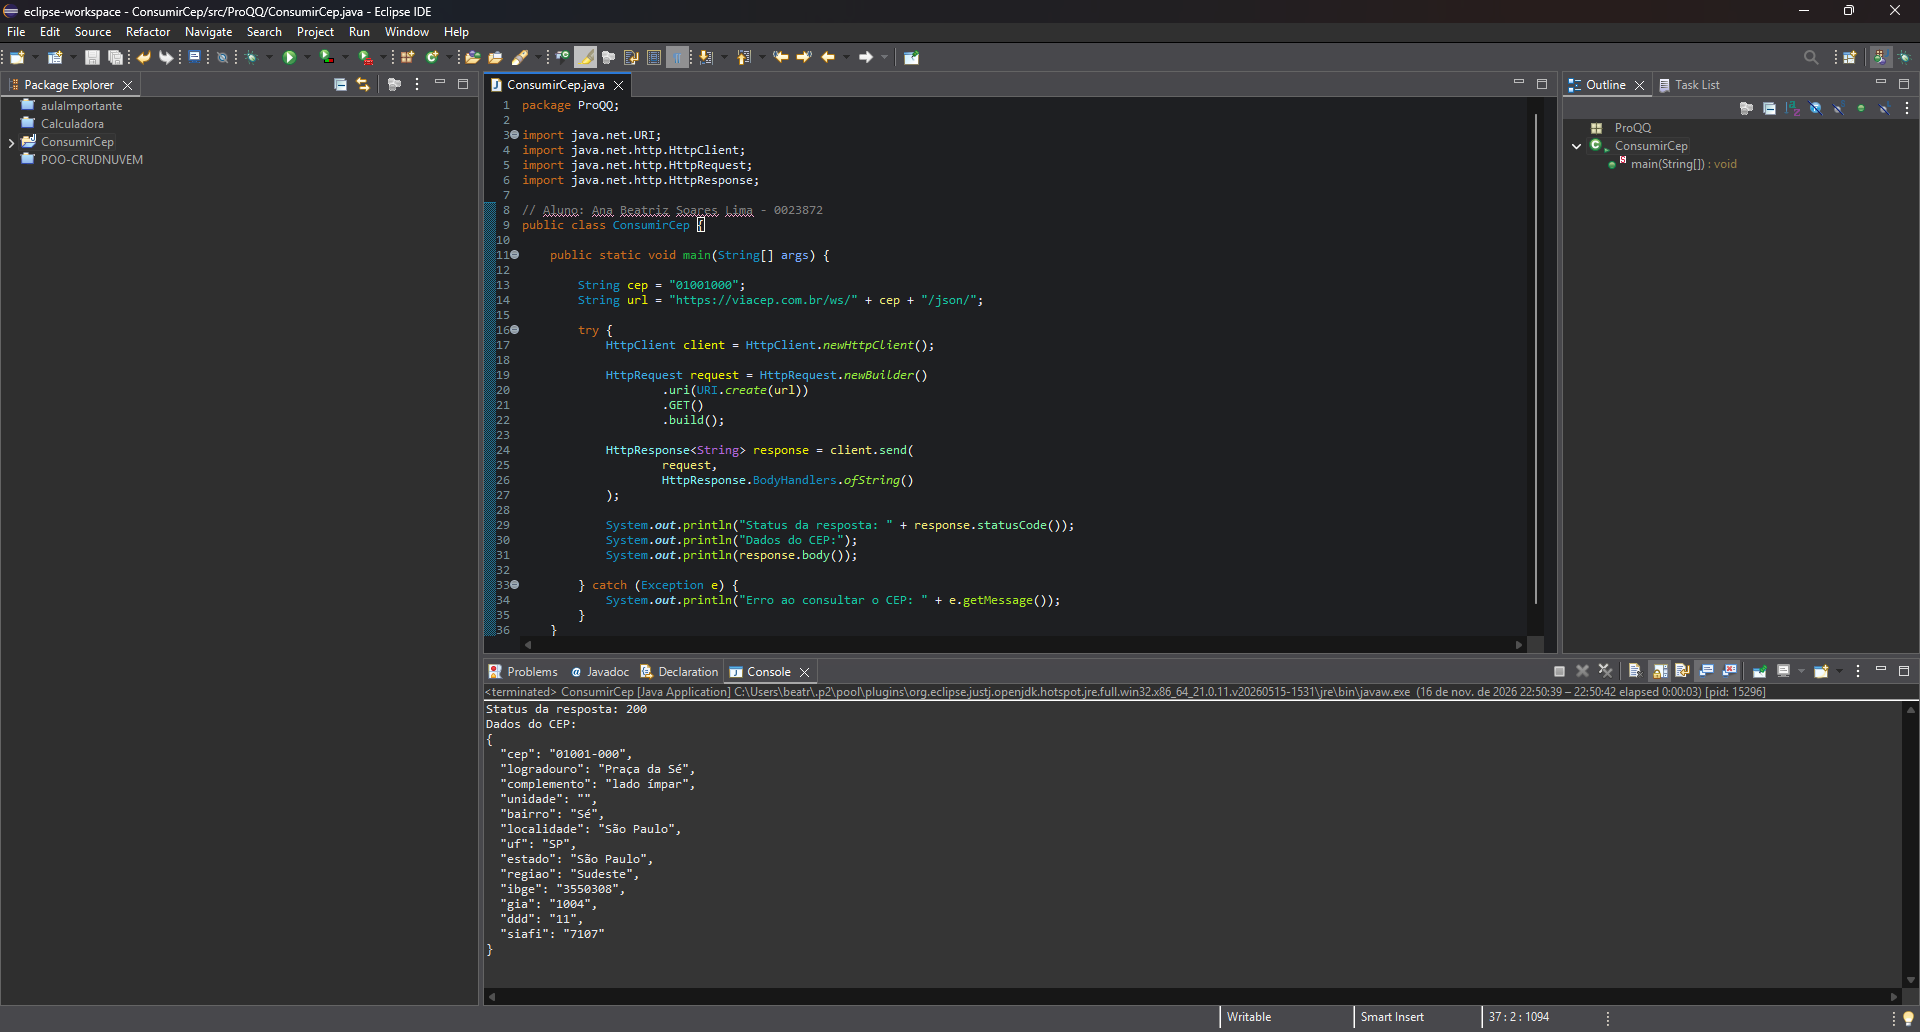 eclipse-workspace - ConsumirCep/src/ProQQ/ConsumirCep.java - Eclipse IDE
File Edit Source Refactor Navigate Search Project Run Window Help
Package Explorer
aulaImportante
Calculadora
ConsumirCep
POO-CRUDNUVEM
ConsumirCep.java
1 package ProQQ;
2
3 import java.net.URI;
4 import java.net.http.HttpClient;
5 import java.net.http.HttpRequest;
6 import java.net.http.HttpResponse;
7
8 // Aluno: Ana Beatriz Soares Lima - 0023872
9 public class ConsumirCep {
10
11 public static void main(String[] args) {
12
13 String cep = "01001000";
14 String url = "https://viacep.com.br/ws/" + cep + "/json/";
15
16 try {
17 HttpClient client = HttpClient.newHttpClient();
18
19 HttpRequest request = HttpRequest.newBuilder()
20 .uri(URI.create(url))
21 .GET()
22 .build();
23
24 HttpResponse<String> response = client.send(
25 request,
26 HttpResponse.BodyHandlers.ofString()
27 );
28
29 System.out.println("Status da resposta: " + response.statusCode());
30 System.out.println("Dados do CEP:");
31 System.out.println(response.body());
32
33 } catch (Exception e) {
34 System.out.println("Erro ao consultar o CEP: " + e.getMessage());
35 }
36 }
Outline Task List
ProQQ
ConsumirCep
main(String[]) : void
Problems Javadoc Declaration Console
<terminated> ConsumirCep [Java Application] C:\Users\beatr\.p2\pool\plugins\org.eclipse.justj.openjdk.hotspot.jre.full.win32.x86_64_21.0.11.v20260515-1531\jre\bin\javaw.exe (16 de nov. de 2026 22:50:39 – 22:50:42 elapsed 0:00:03) [pid: 15296]
Status da resposta: 200
Dados do CEP:
{
"cep": "01001-000",
"logradouro": "Praça da Sé",
"complemento": "lado ímpar",
"unidade": "",
"bairro": "Sé",
"localidade": "São Paulo",
"uf": "SP",
"estado": "São Paulo",
"regiao": "Sudeste",
"ibge": "3550308",
"gia": "1004",
"ddd": "11",
"siafi": "7107"
}
Writable Smart Insert 37 : 2 : 1094